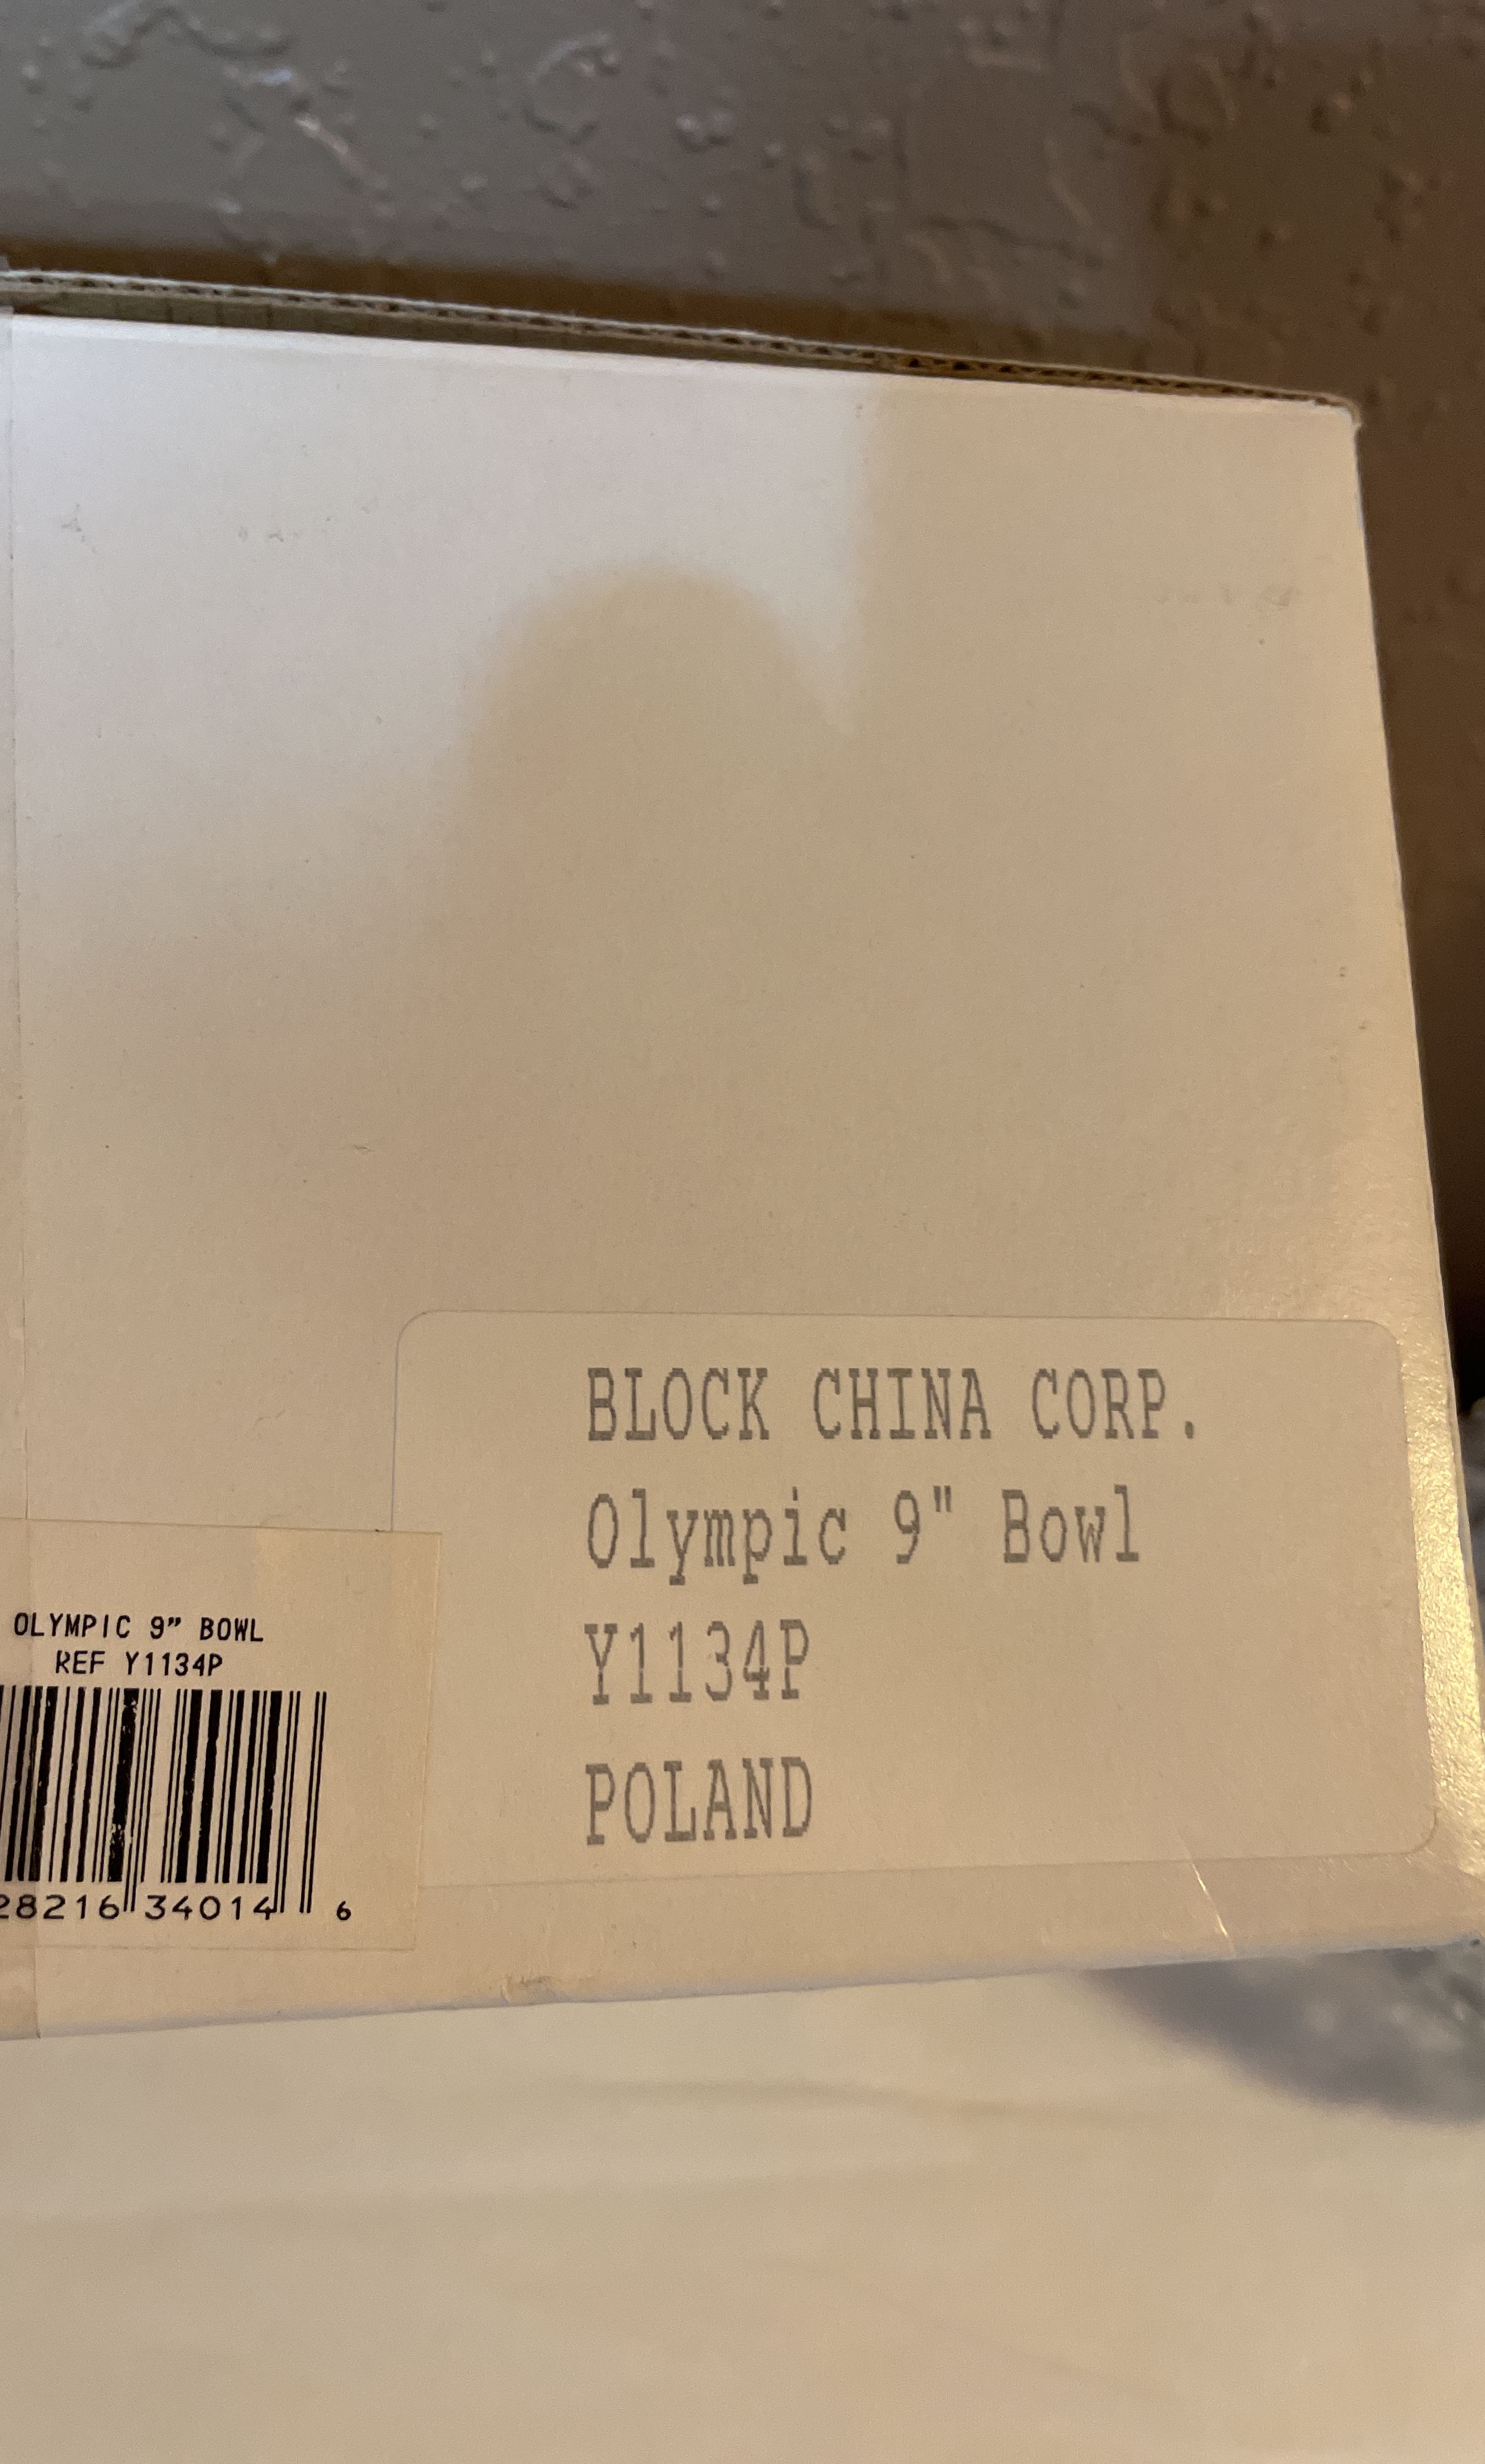 BLOCK CHINA CORP.
Olympic 9" Bowl
Y1134P
POLAND
OLYMPIC 9” BOWL
REF Y1134P
28216 34014 6